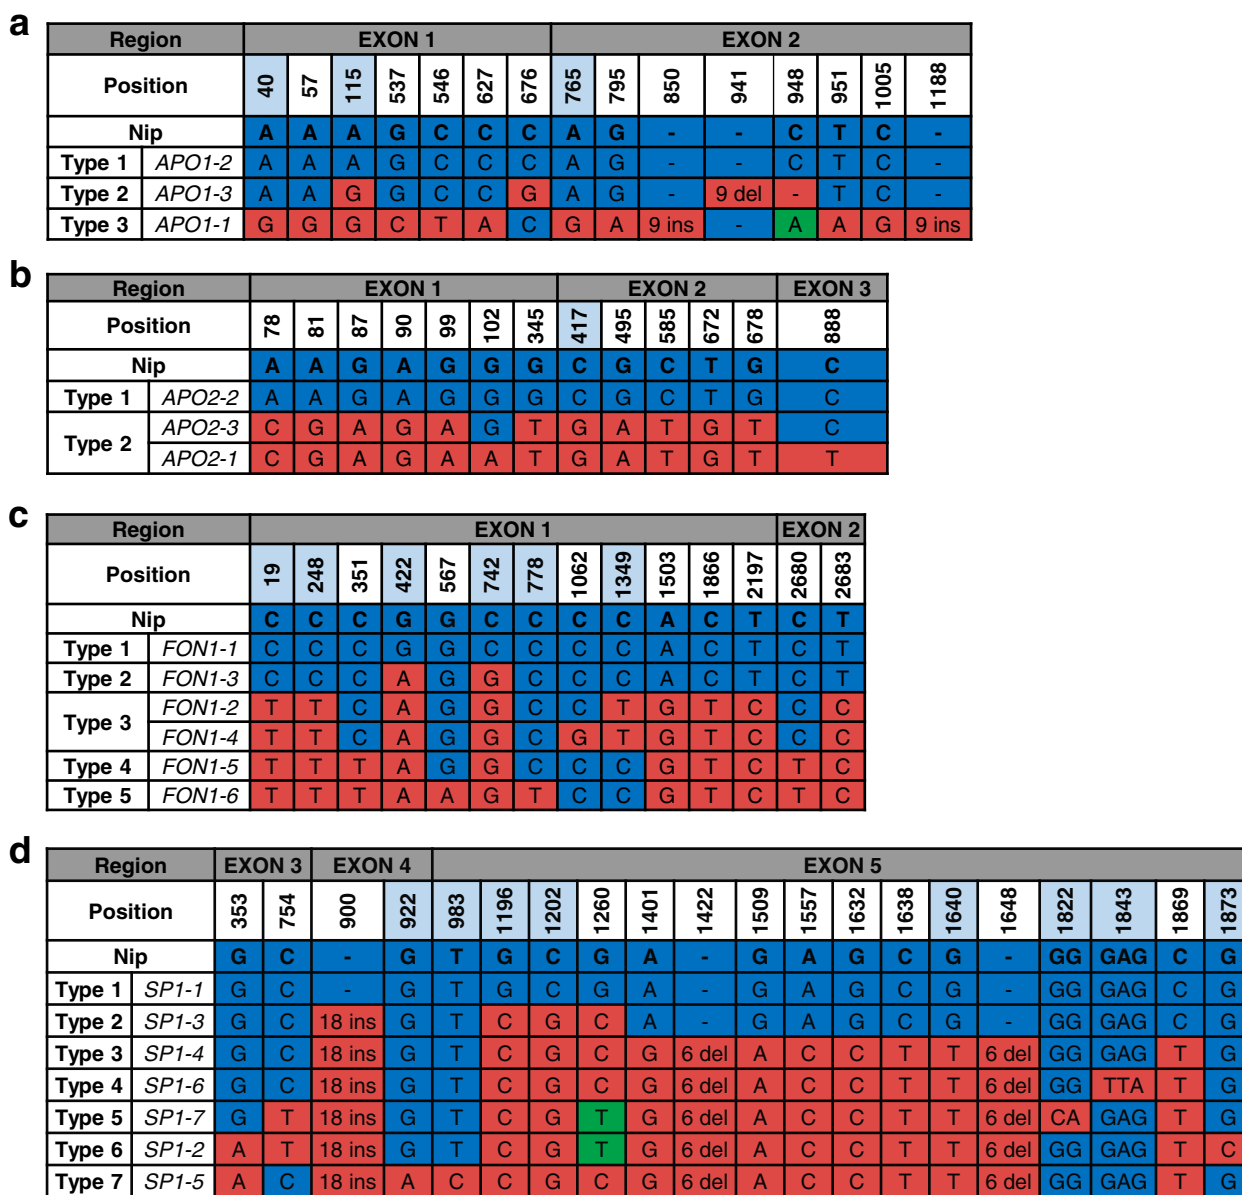 a
Region EXON 1 EXON 2
Position 40 57 115 537 546 627 676 765 795 850 941 948 951 1005 1188
Nip A A A G C C C A G - - C T C -
Type 1 APO1-2 A A A G C C C A G - - C T C -
Type 2 APO1-3 A A G G C C G A G - 9 del - T C -
Type 3 APO1-1 G G G C T A C G A 9 ins - A A G 9 ins
b
Region EXON 1 EXON 2 EXON 3
Position 78 81 87 90 99 102 345 417 495 585 672 678 888
Nip A A G A G G G C G C T G C
Type 1 APO2-2 A A G A G G G C G C T G C
Type 2 APO2-3 C G A G A G T G A T G T C
APO2-1 C G A G A A T G A T G T T
c
Region EXON 1 EXON 2
Position 19 248 351 422 567 742 778 1062 1349 1503 1866 2197 2680 2683
Nip C C C G G C C C C A C T C T
Type 1 FON1-1 C C C G G C C C C A C T C T
Type 2 FON1-3 C C C A G G C C C A C T C T
Type 3 FON1-2 T T C A G G C C T G T C C C
FON1-4 T T C A G G C G T G T C C C
Type 4 FON1-5 T T T A G G C C C G T C T C
Type 5 FON1-6 T T T A A G T C C G T C T C
d
Region EXON 3 EXON 4 EXON 5
Position 353 754 900 922 983 1196 1202 1260 1401 1422 1509 1557 1632 1638 1640 1648 1822 1843 1869 1873
Nip G C - G T G C G A - G A G C G - GG GAG C G
Type 1 SP1-1 G C - G T G C G A - G A G C G - GG GAG C G
Type 2 SP1-3 G C 18 ins G T C G C A - G A G C G - GG GAG C G
Type 3 SP1-4 G C 18 ins G T C G C G 6 del A C C T T 6 del GG GAG T G
Type 4 SP1-6 G C 18 ins G T C G C G 6 del A C C T T 6 del GG TTA T G
Type 5 SP1-7 G T 18 ins G T C G T G 6 del A C C T T 6 del CA GAG T G
Type 6 SP1-2 A T 18 ins G T C G T G 6 del A C C T T 6 del GG GAG T C
Type 7 SP1-5 A C 18 ins A C C G C G 6 del A C C T T 6 del GG GAG T G